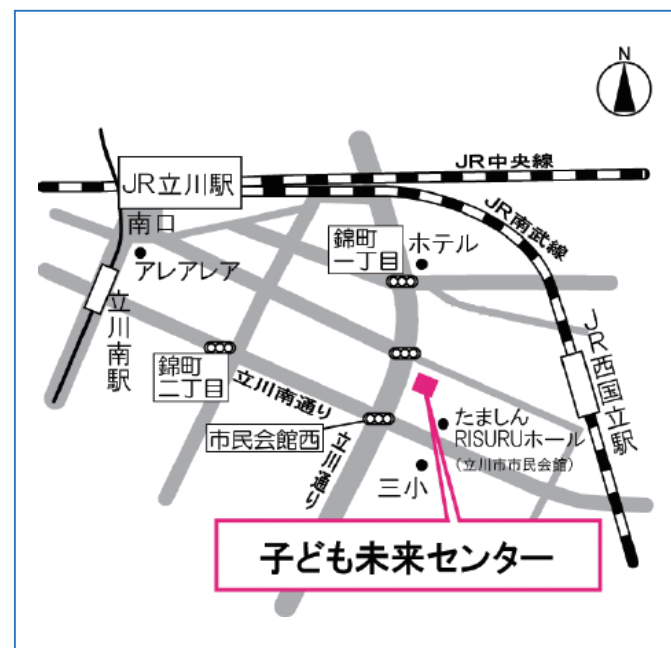 N
JR中央線
JR立川駅
JR南武線
南口
アレアレア
錦町
一丁目
ホテル
立川南駅
錦町
二丁目
立川南通り
JR西国立駅
市民会館西
立川通り
たましん
RISURUホール
(立川市市民会館)
三小
子ども未来センター